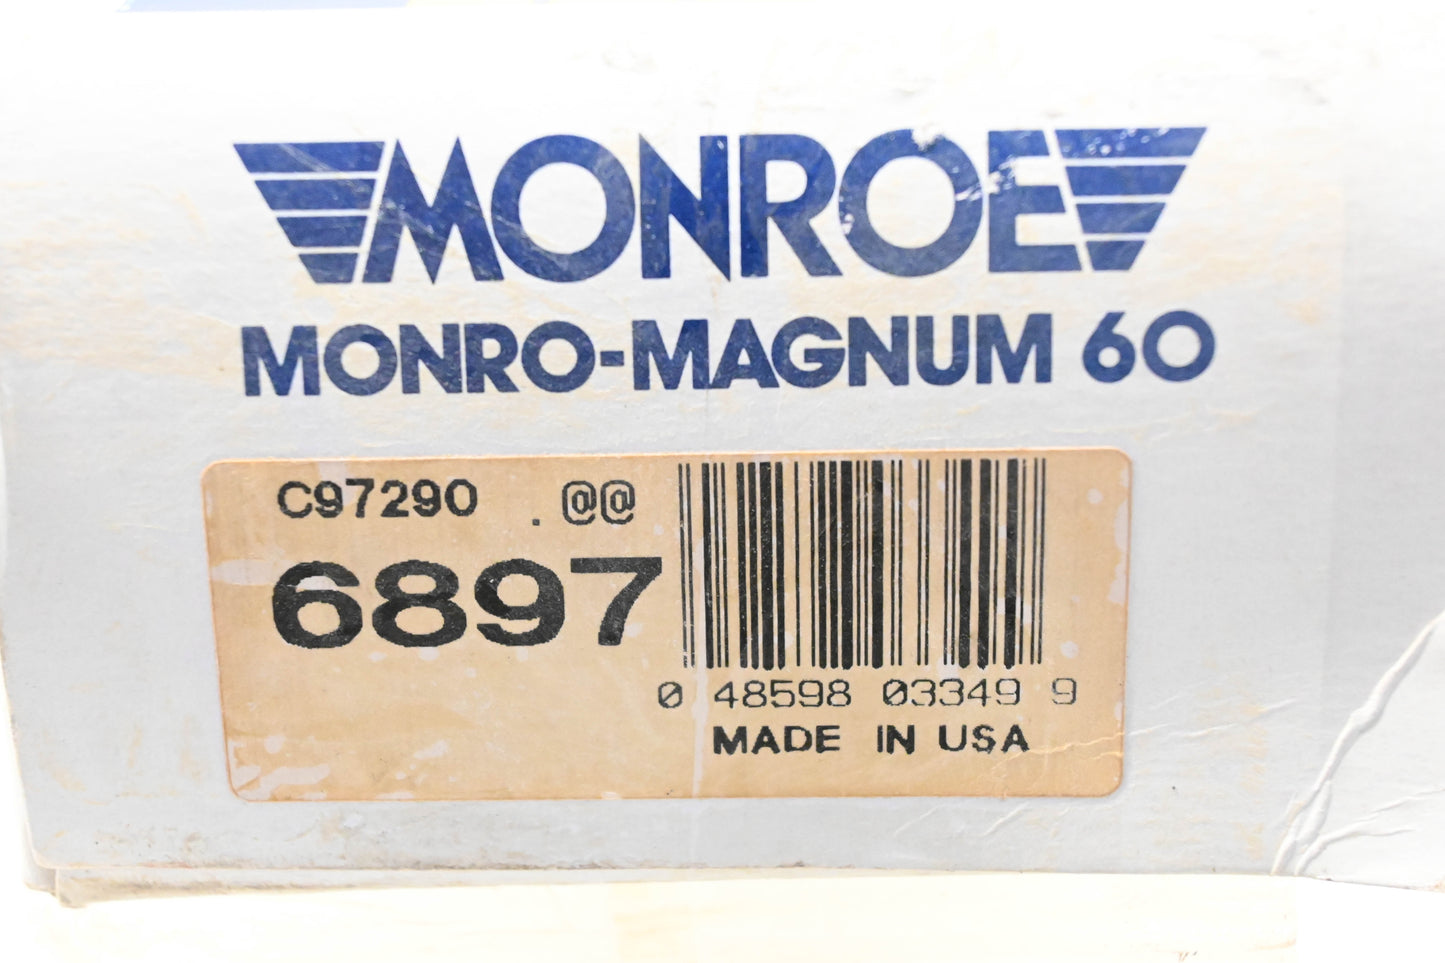 MONROE
MONRO-MAGNUM 60
C97290 . @@
6897
0 48598 03349 9
MADE IN USA